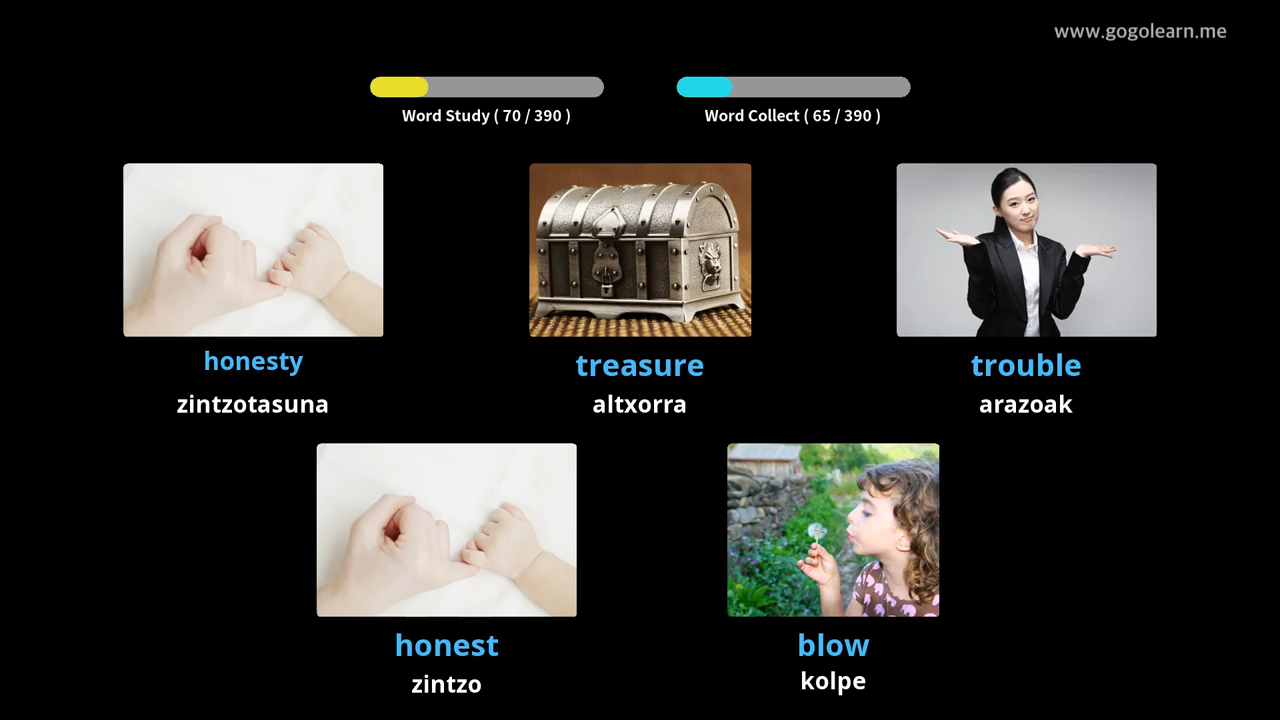 www.gogolearn.me
Word Study ( 70 / 390 )
Word Collect ( 65 / 390 )
honesty
zintzotasuna
treasure
altxorra
trouble
arazoak
honest
zintzo
blow
kolpe